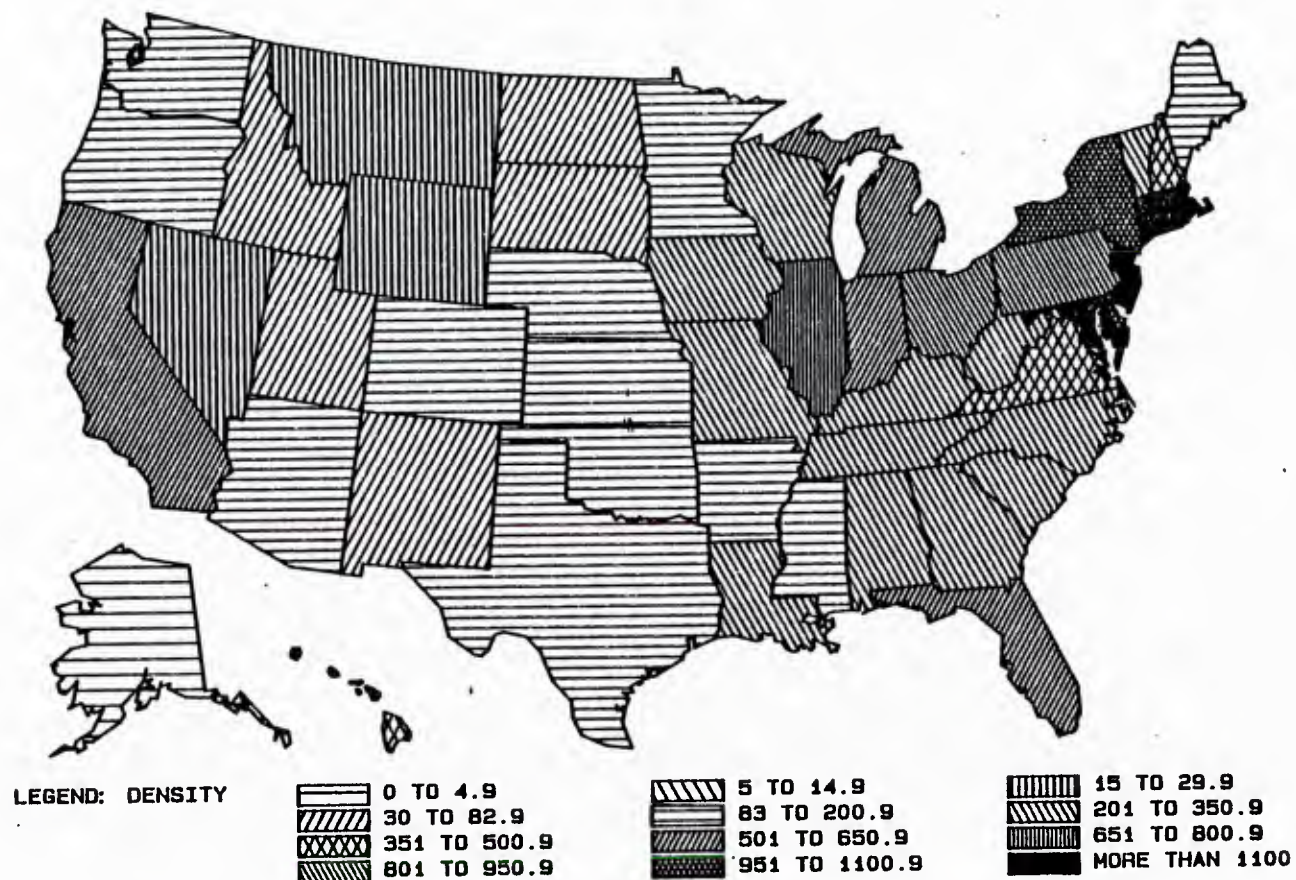 LEGEND: DENSITY 0 TO 4.9 5 TO 14.9 15 TO 29.9
30 TO 82.9 83 TO 200.9 201 TO 350.9
351 TO 500.9 501 TO 650.9 651 TO 800.9
801 TO 950.9 951 TO 1100.9 MORE THAN 1100